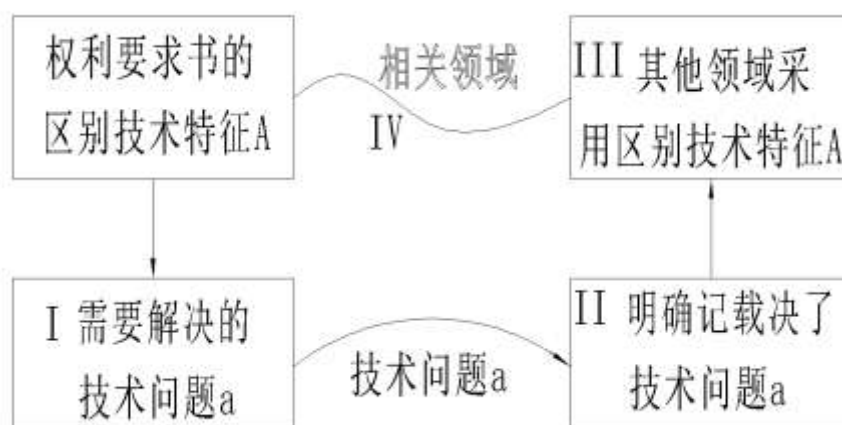 权利要求书的
区别技术特征A
相关领域
IV
III 其他领域采
用区别技术特征A
I 需要解决的
技术问题a
技术问题a
II 明确记载决了
技术问题a